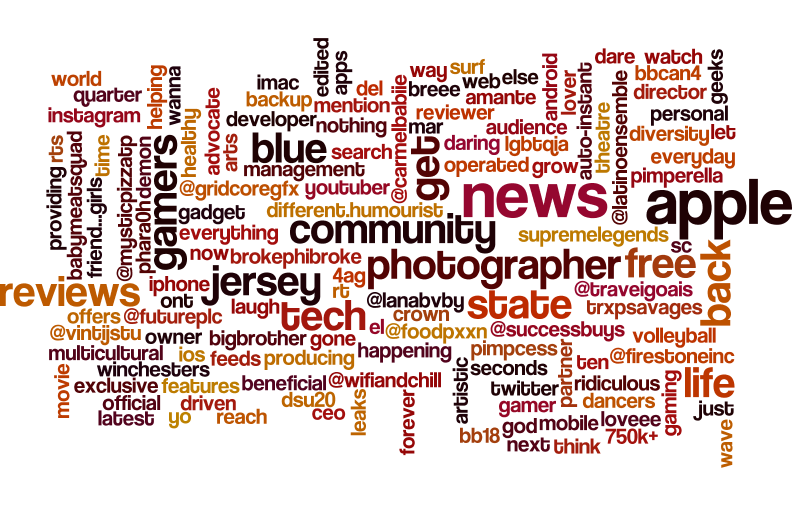 world
quarter
instagram
helping
wanna
imac
edited
apps
backup
del
mention
developer
nothing
way
surf
breee
web
else
amante
reviewer
android
lover
auto-instant
dare
watch
bbcan4
geeks
director
personal
diversity
let
everyday
pimperella
theatre
@latinoensemble
audience
mar
daring
lgbtqja
operated
grow
@carmelbabiie
get
advocate
arts
healthy
blue
search
management
@gridcoregfx
youtuber
gadget
different.humourist
everything
community
news
apple
supremelegends
providing
rts
babymeatsquad
time
friend...girls
@mysticpizzatp
phara0h
demon
gamers
now
brokephibroke
photographer
free
sc
back
reviews
iphone
ont
jersey
4ag
rt
@lanabvby
state
@traveigoais
trxpsavages
offers
@futureplc
laugh
tech
crown
el
@foodpxxn
@successbuys
volleyball
@vintijstu
owner
bigbrother
gone
happening
pimpcess
partner
ten
@firestoneinc
multicultural
ios
feeds
producing
winchesters
seconds
life
movie
exclusive
features
beneficial
@wifiandchill
artistic
twitter
ridiculous
gaming
official
driven
dsu20
leaks
gamer
dancers
just
latest
yo
reach
ceo
forever
god
mobile
loveee
wave
bb18
next
think
750k+